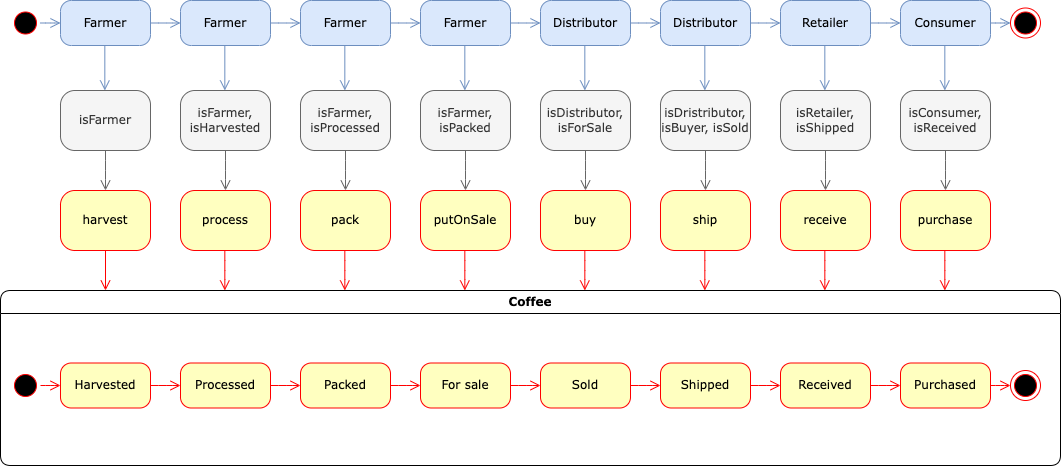 Farmer
Farmer
Farmer
Farmer
Distributor
Distributor
Retailer
Consumer
isFarmer
isFarmer,
isHarvested
isFarmer,
isProcessed
isFarmer,
isPacked
isDistributor,
isForSale
isDristributor,
isBuyer, isSold
isRetailer,
isShipped
isConsumer,
isReceived
harvest
process
pack
putOnSale
buy
ship
receive
purchase
Coffee
Harvested
Processed
Packed
For sale
Sold
Shipped
Received
Purchased